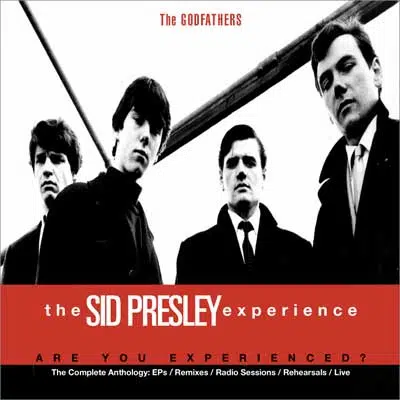 The GODFATHERS
the SID PRESLEY experience
ARE YOU EXPERIENCED?
The Complete Anthology: EPs / Remixes / Radio Sessions / Rehearsals / Live